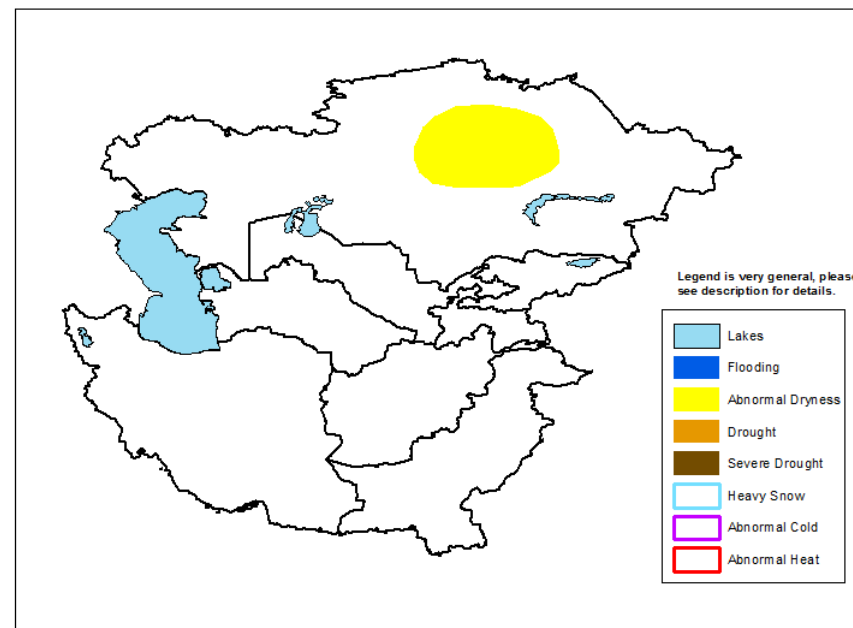 Legend is very general, please
see description for details.
Lakes
Flooding
Abnormal Dryness
Drought
Severe Drought
Heavy Snow
Abnormal Cold
Abnormal Heat